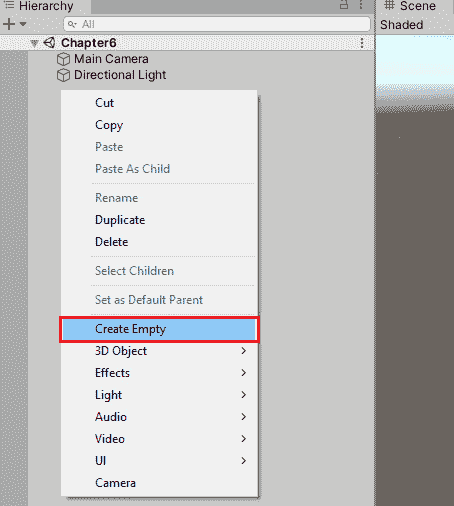 Hierarchy
Scene
All
Shaded
Chapter6
Main Camera
Directional Light
Cut
Copy
Paste
Paste As Child
Rename
Duplicate
Delete
Select Children
Set as Default Parent
Create Empty
3D Object
Effects
Light
Audio
Video
UI
Camera